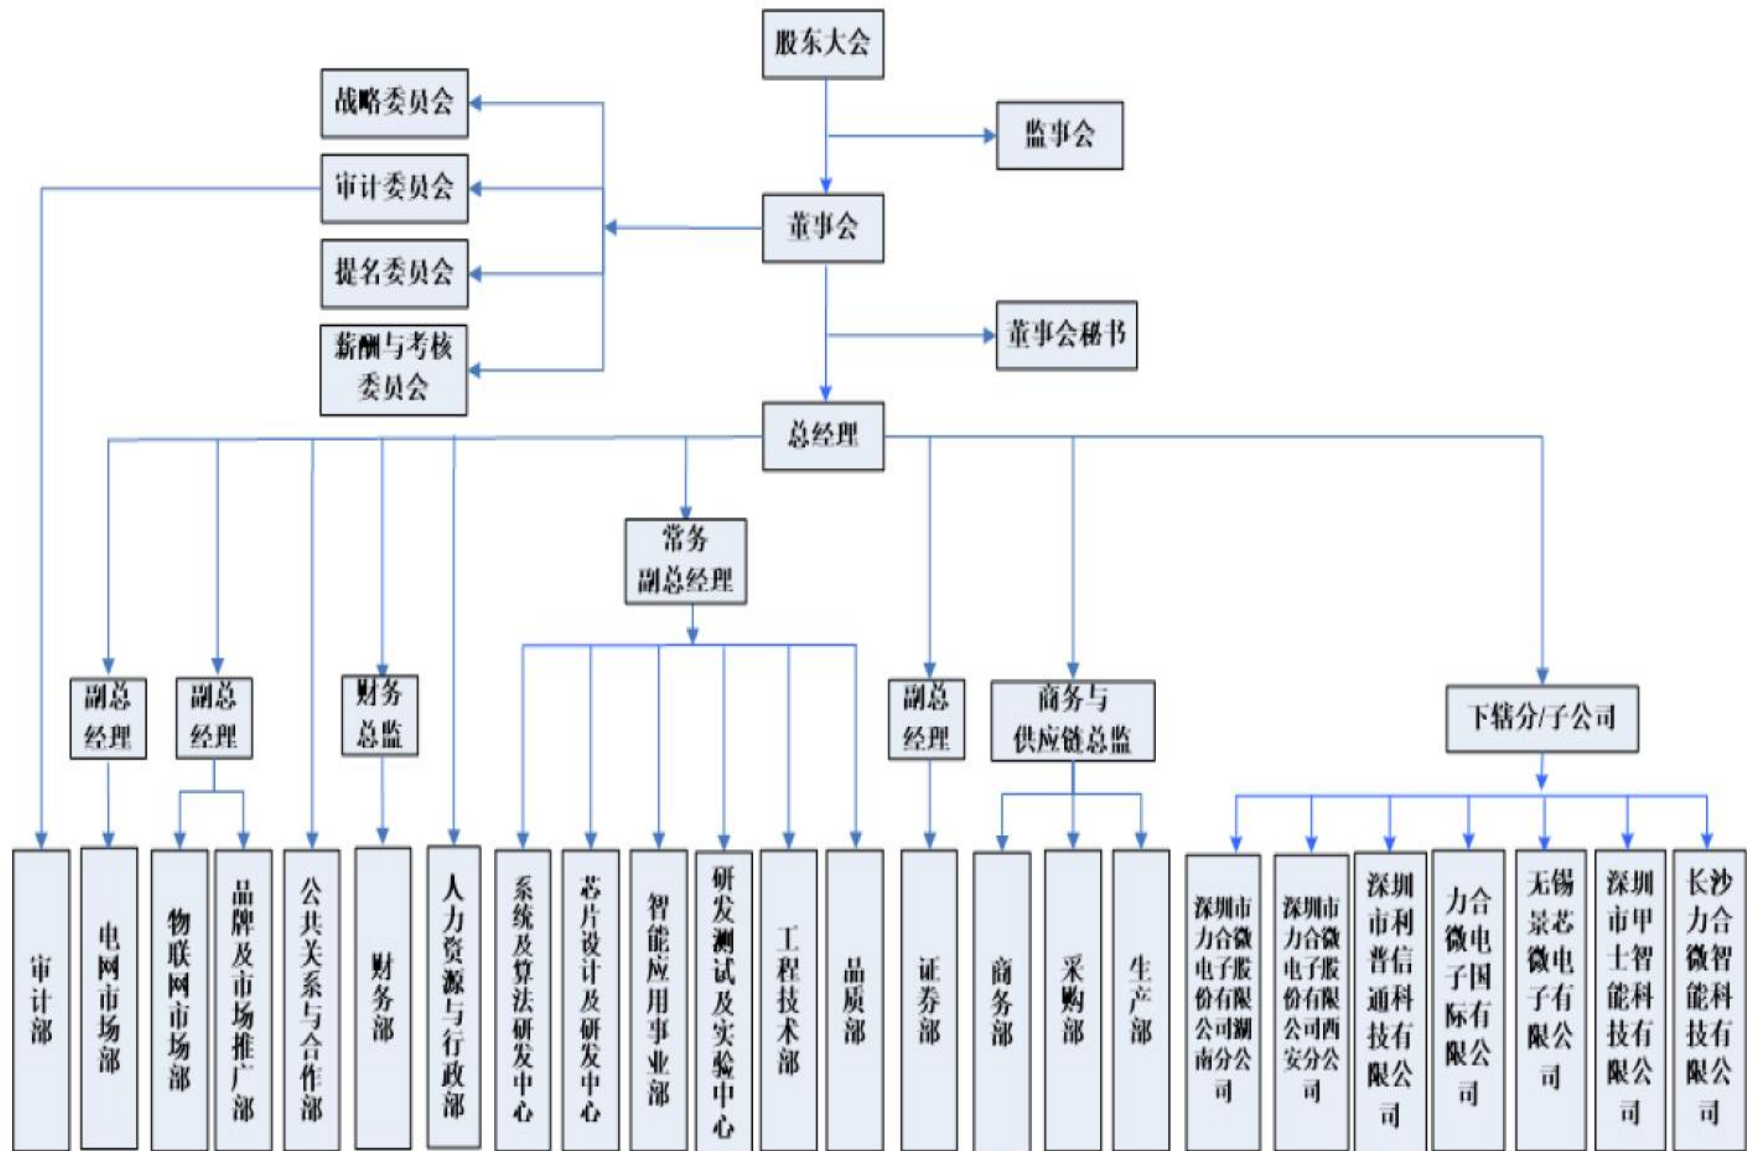 股东大会
战略委员会
监事会
审计委员会
董事会
提名委员会
董事会秘书
薪酬与考核
委员会
总经理
常务
副总经理
副总
经理
副总
经理
财务
总监
副总
经理
商务与
供应链总监
下辖分/子公司
审计部
电网市场部
物联网市场部
品牌及市场推广部
公共关系与合作部
财务部
人力资源与行政部
系统及算法研发中心
芯片设计及研发中心
智能应用事业部
研发测试及实验中心
工程技术部
品质部
证券部
商务部
采购部
生产部
深圳市
力合微
电子股
份有限
公司湖
南分公
司
深圳市
力合微
电子股
份有限
公司西
安分公
司
深圳
市利
普信
通科
技有
限公
司
力合
微电
子国
际有
限公
司
无锡
景芯
微电
子有
限公
司
深圳
市甲
士智
能科
技有
限公
司
长沙
力合
微智
能科
技有
限公
司